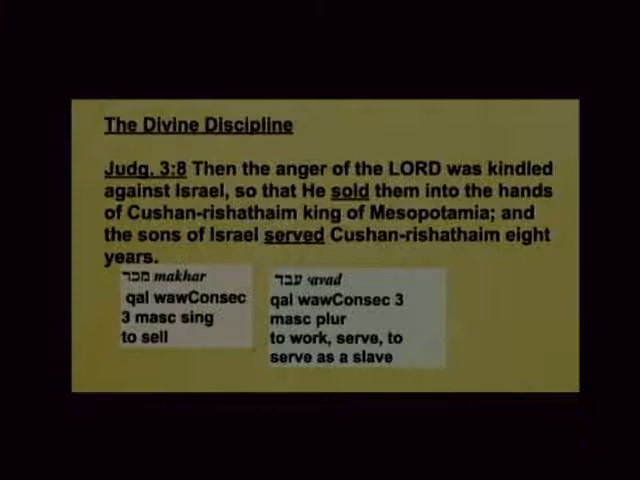 The Divine Discipline
Judg. 3:8 Then the anger of the LORD was kindled
against Israel, so that He sold them into the hands
of Cushan-rishathaim king of Mesopotamia; and
the sons of Israel served Cushan-rishathaim eight
years.
מכר makhar
qal wawConsec
3 masc sing
to sell
עבד ʿavad
qal wawConsec 3
masc plur
to work, serve, to
serve as a slave